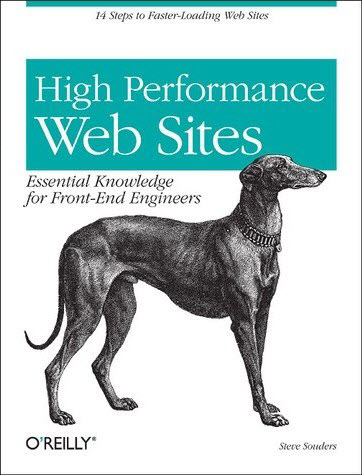 14 Steps to Faster-Loading Web Sites
High Performance
Web Sites
Essential Knowledge
for Front-End Engineers
O'REILLY®
Steve Souders